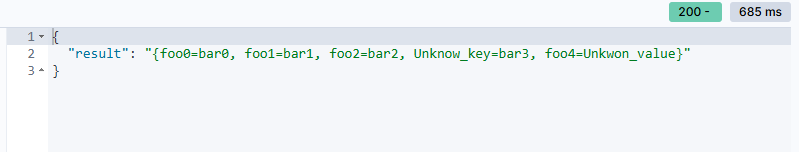 200 - 685 ms
1 {
2 "result": "{foo0=bar0, foo1=bar1, foo2=bar2, Unknow_key=bar3, foo4=Unkwon_value}"
3 }